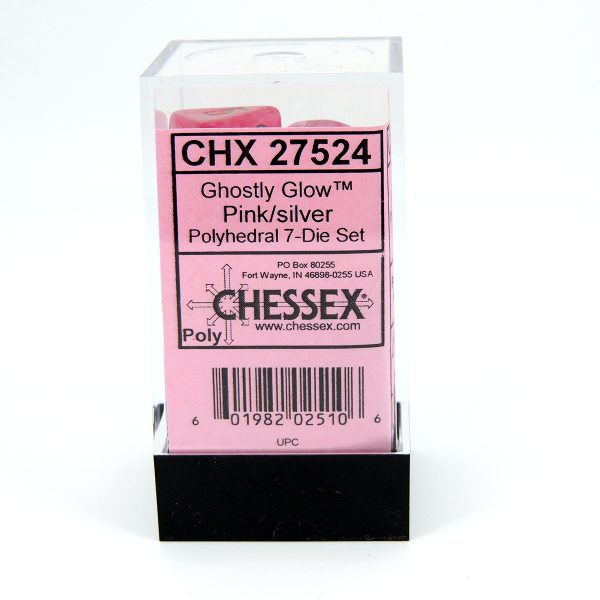 CHX 27524
Ghostly Glow™
Pink/silver
Polyhedral 7-Die Set
PO Box 80255
Fort Wayne, IN 46898-0255 USA
CHESSEX®
www.chessex.com
Poly
6 01982 02510 6
UPC